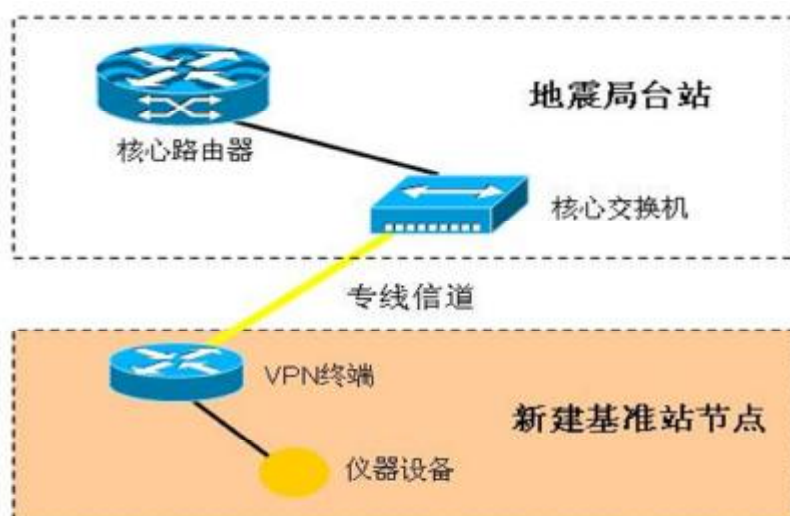 地震局台站
核心路由器
核心交换机
专线信道
VPN终端
新建基准站节点
仪器设备